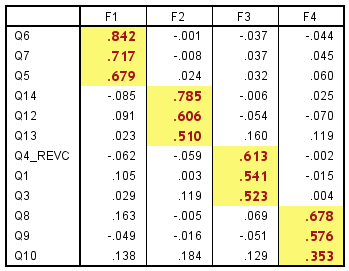 F1 F2 F3 F4
Q6 .842 -.001 -.037 -.044
Q7 .717 -.008 .037 .045
Q5 .679 .024 .032 .060
Q14 -.085 .785 -.006 .025
Q12 .091 .606 -.054 -.070
Q13 .023 .510 .160 .119
Q4_REVC -.062 -.059 .613 -.002
Q1 .105 .003 .541 -.015
Q3 .029 .119 .523 .004
Q8 .163 -.005 .069 .678
Q9 -.049 -.016 -.051 .576
Q10 .138 .184 .129 .353